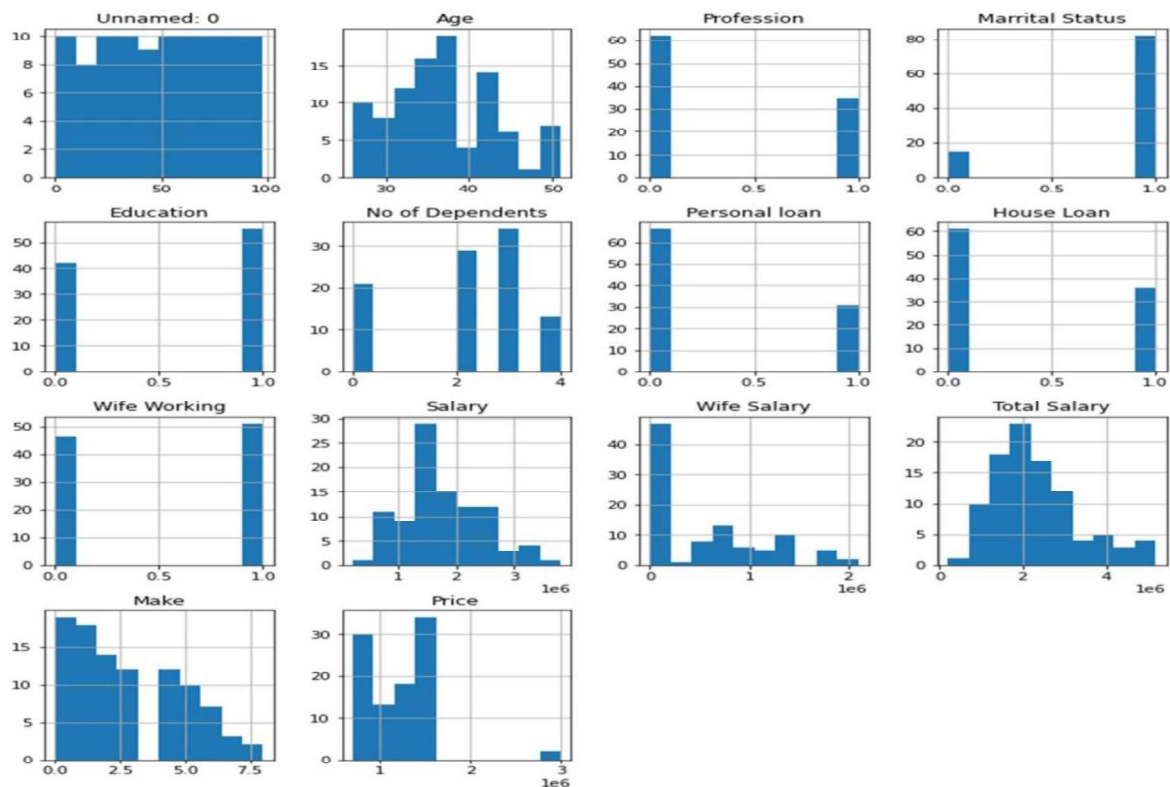 Unnamed: 0
10
8
6
4
2
0
0 50 100
Age
15
10
5
0
30 40 50
Profession
60
50
40
30
20
10
0
0.0 0.5 1.0
Marrital Status
80
60
40
20
0
0.0 0.5 1.0
Education
50
40
30
20
10
0
0.0 0.5 1.0
No of Dependents
30
20
10
0
0 2 4
Personal loan
60
50
40
30
20
10
0
0.0 0.5 1.0
House Loan
60
50
40
30
20
10
0
0.0 0.5 1.0
Wife Working
50
40
30
20
10
0
0.0 0.5 1.0
Salary
30
25
20
15
10
5
0
1 2 3
1e6
Wife Salary
40
30
20
10
0
0 1 2
1e6
Total Salary
20
15
10
5
0
0 2 4
1e6
Make
15
10
5
0
0.0 2.5 5.0 7.5
Price
30
20
10
0
1 2 3
1e6